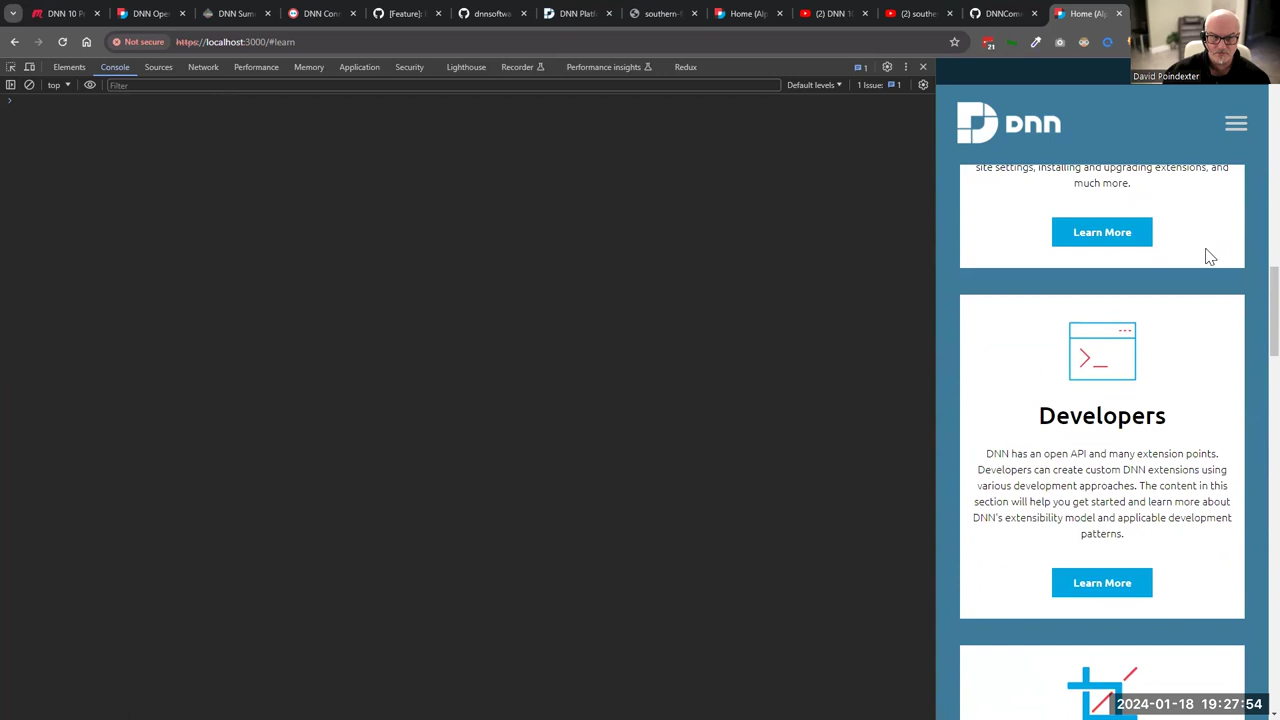 DNN 10 P
DNN Ope
DNN Sum
DNN Con
[Feature]:
dnnsoftwa
DNN Platf
southern-
Home (Alp
(2) DNN 1
(2) southe
DNNCom
Home (Alp
Not secure
https://localhost:3000/#learn
21
Elements
Console
Sources
Network
Performance
Memory
Application
Security
Lighthouse
Recorder
Performance insights
Redux
1
top
Filter
Default levels
1 Issue:
1
David Poindexter
DNN
site settings, installing and upgrading extensions, and
much more.
Learn More
Developers
DNN has an open API and many extension points.
Developers can create custom DNN extensions using
various development approaches. The content in this
section will help you get started and learn more about
DNN's extensibility model and applicable development
patterns.
Learn More
2024-01-18 19:27:54